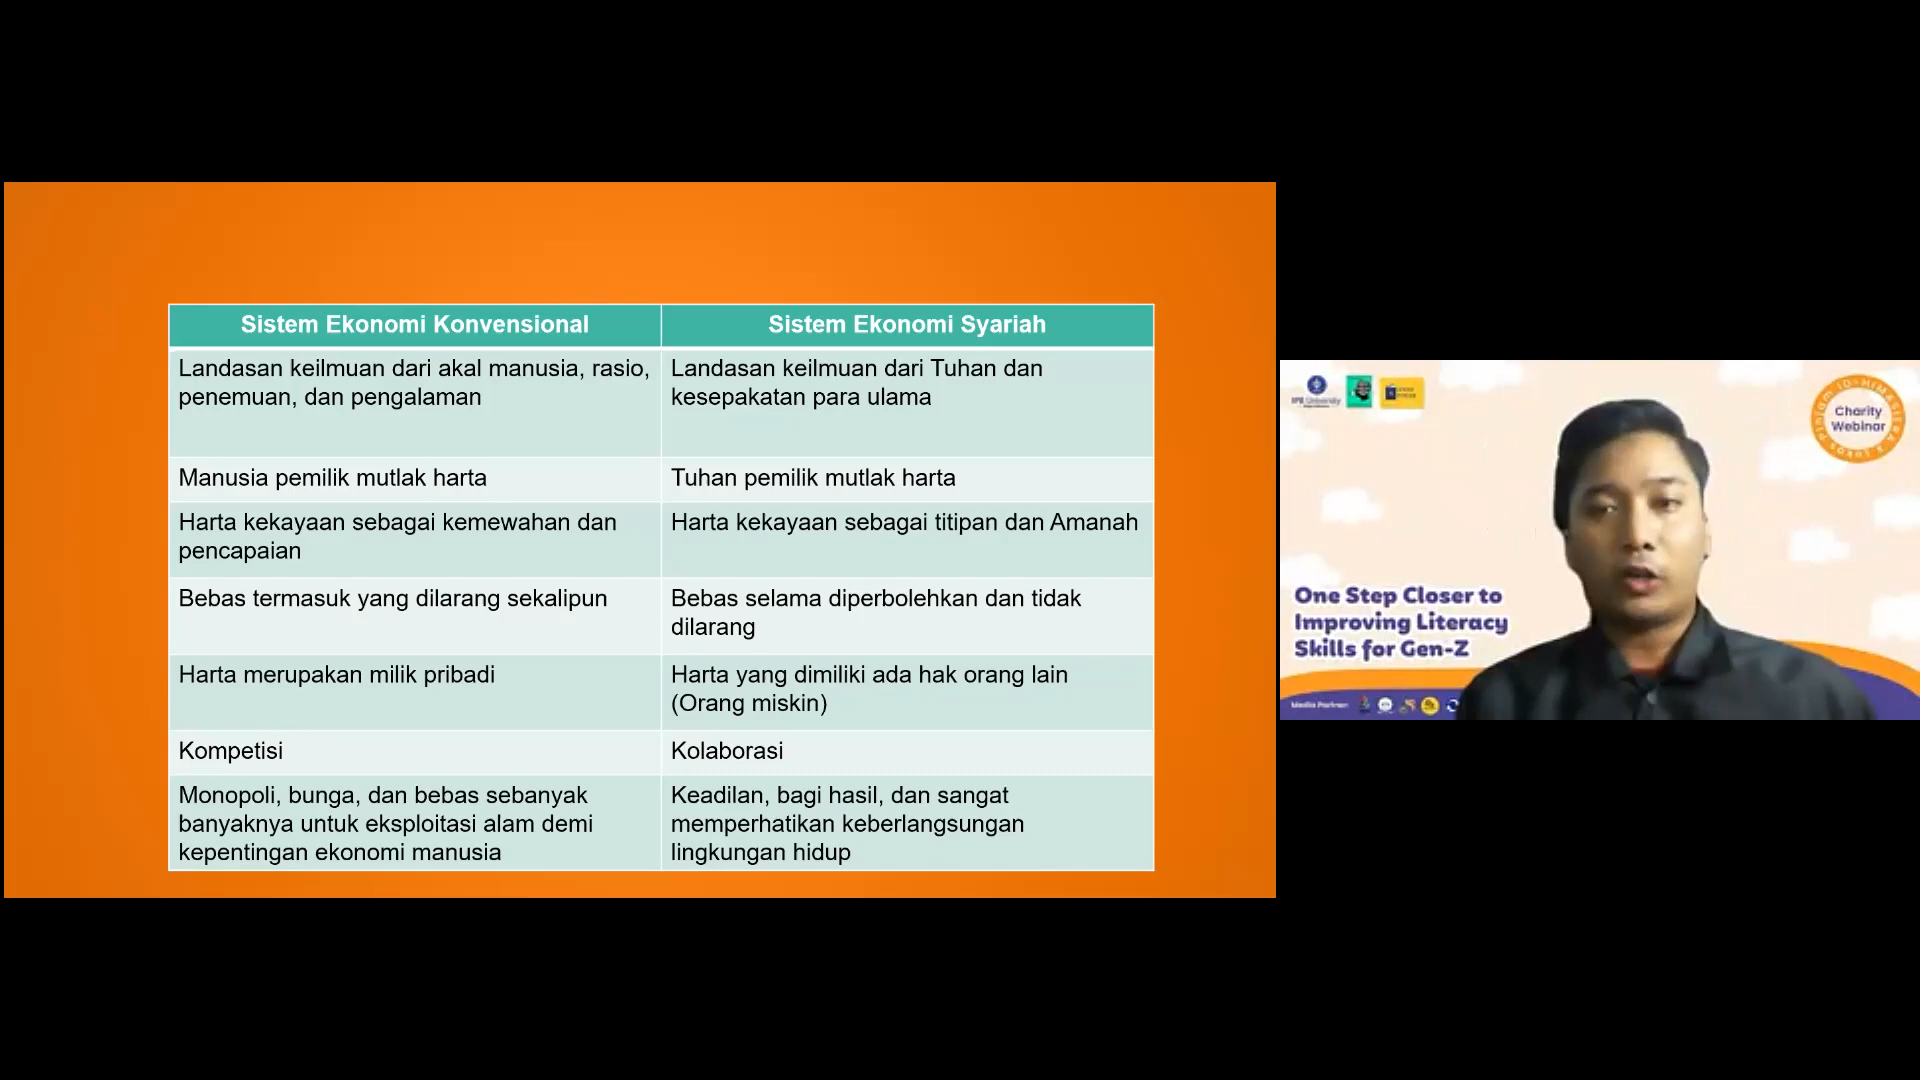 Sistem Ekonomi Konvensional
Sistem Ekonomi Syariah
Landasan keilmuan dari akal manusia, rasio,
penemuan, dan pengalaman
Landasan keilmuan dari Tuhan dan
kesepakatan para ulama
Manusia pemilik mutlak harta
Tuhan pemilik mutlak harta
Harta kekayaan sebagai kemewahan dan
pencapaian
Harta kekayaan sebagai titipan dan Amanah
Bebas termasuk yang dilarang sekalipun
Bebas selama diperbolehkan dan tidak
dilarang
Harta merupakan milik pribadi
Harta yang dimiliki ada hak orang lain
(Orang miskin)
Kompetisi
Kolaborasi
Monopoli, bunga, dan bebas sebanyak
banyaknya untuk eksploitasi alam demi
kepentingan ekonomi manusia
Keadilan, bagi hasil, dan sangat
memperhatikan keberlangsungan
lingkungan hidup
IPB University
Charity
Webinar
One Step Closer to
Improving Literacy
Skills for Gen-Z
Media Partner